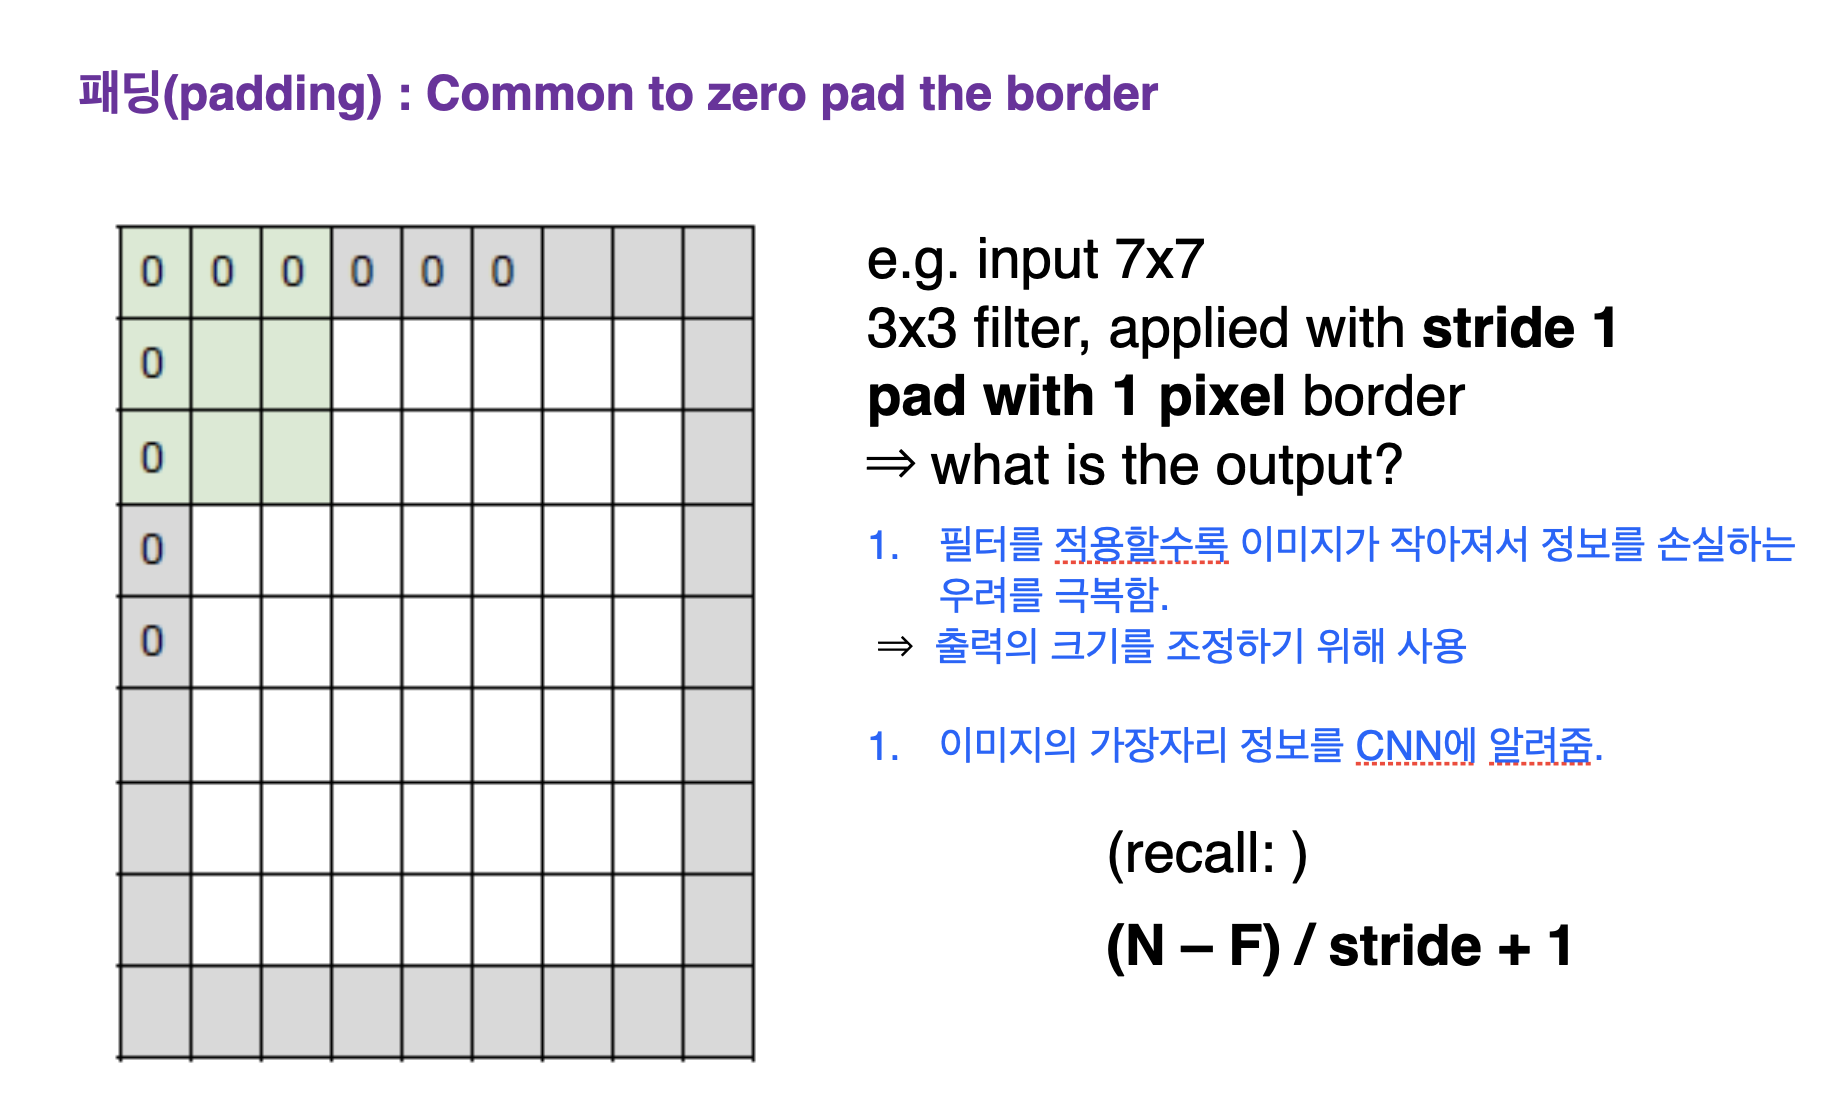 패딩(padding) : Common to zero pad the border
0 0 0 0 0 0
0
0
0
0
e.g. input 7x7
3x3 filter, applied with stride 1
pad with 1 pixel border
⇒ what is the output?
1. 필터를 적용할수록 이미지가 작아져서 정보를 손실하는
우려를 극복함.
⇒ 출력의 크기를 조정하기 위해 사용
1. 이미지의 가장자리 정보를 CNN에 알려줌.
(recall: )
(N – F) / stride + 1